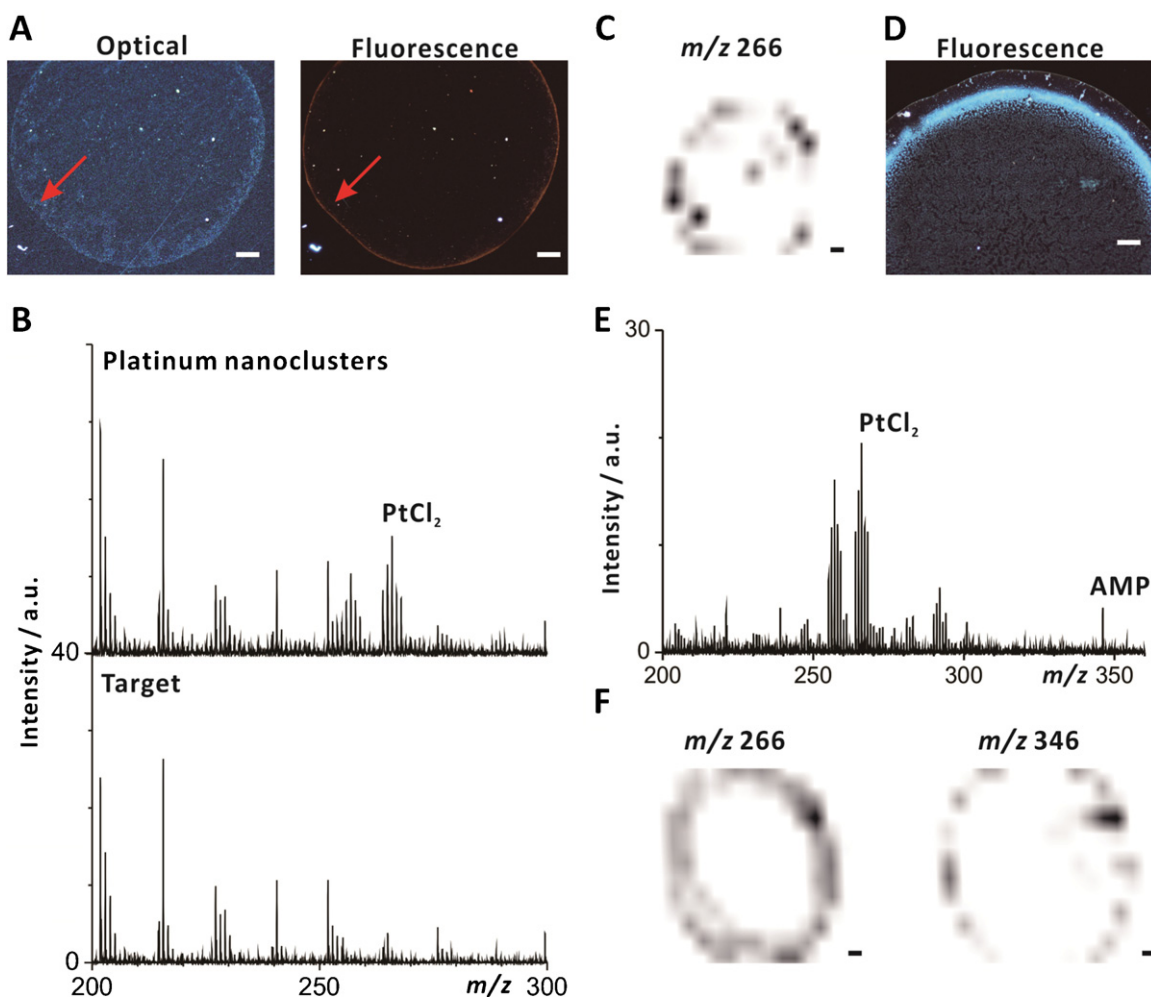 A
Optical
Fluorescence
C
m/z 266
D
Fluorescence
B
Platinum nanoclusters
PtCl₂
Intensity / a.u.
40
Target
0
200
250
m/z
300
E
30
Intensity / a.u.
PtCl₂
AMP
0
200
250
300
m/z
350
F
m/z 266
m/z 346